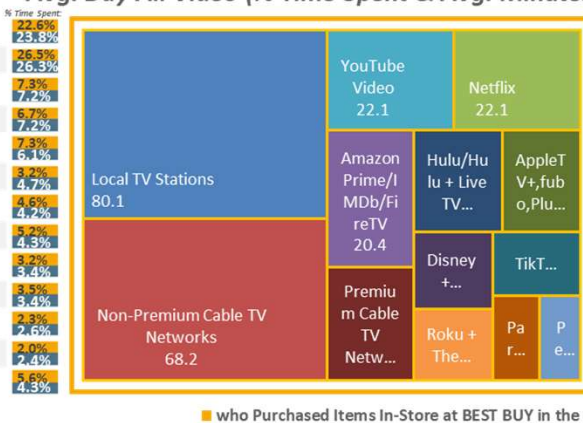 % Time Spent:
22.6%
23.8%
26.5%
26.3%
7.3%
7.2%
6.7%
7.2%
7.3%
6.1%
3.2%
4.7%
4.6%
4.2%
5.2%
4.3%
3.2%
3.4%
3.5%
3.4%
2.3%
2.6%
2.0%
2.4%
5.6%
4.3%
Local TV Stations
80.1
Non-Premium Cable TV
Networks
68.2
YouTube
Video
22.1
Netflix
22.1
Amazon
Prime/I
MDb/Fi
reTV
20.4
Hulu/Hu
lu + Live
TV...
AppleT
V+,fub
o,Plu...
Premiu
m Cable
TV
Netw...
Disney
+...
TikT...
Roku +
The...
Pa
r...
P
e...
who Purchased Items In-Store at BEST BUY in the